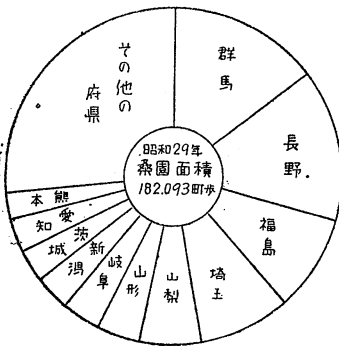 昭和29年
桑園面積
182,093町歩
群馬
長野
福島
埼玉
山梨
山形
岐阜
新潟
茨城
愛知
熊本
その他の
府県